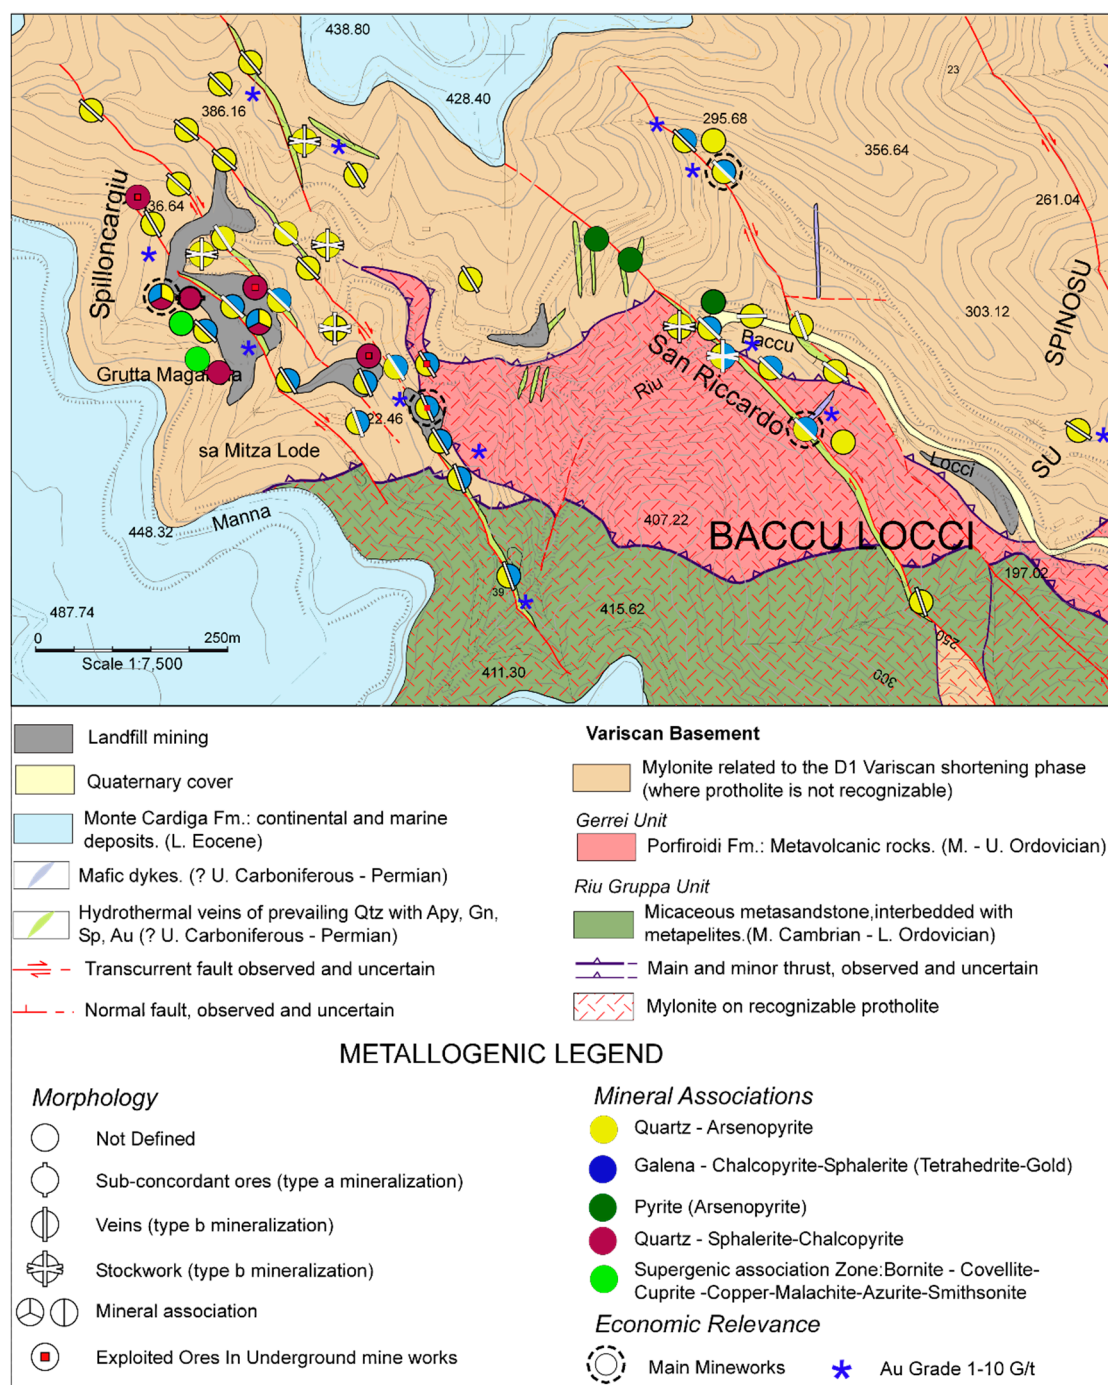 438.80
23
428.40
386.16
295.68
356.64
261.04
36.64
Spilloncargiu
SPINOSU
303.12
Baccu
San Riccardo
Riu
Grutta Maga
22.46
sa Mitza Lode
SU
Locci
Manna
448.32
407.22
BACCU LOCCI
197.02
39
487.74
415.62
0 250m
Scale 1:7,500
250
411.30
300
Landfill mining
Quaternary cover
Monte Cardiga Fm.: continental and marine
deposits. (L. Eocene)
Mafic dykes. (? U. Carboniferous - Permian)
Hydrothermal veins of prevailing Qtz with Apy, Gn,
Sp, Au (? U. Carboniferous - Permian)
Transcurrent fault observed and uncertain
Normal fault, observed and uncertain
Variscan Basement
Mylonite related to the D1 Variscan shortening phase
(where protholite is not recognizable)
Gerrei Unit
Porfiroidi Fm.: Metavolcanic rocks. (M. - U. Ordovician)
Riu Gruppa Unit
Micaceous metasandstone,interbedded with
metapelites.(M. Cambrian - L. Ordovician)
Main and minor thrust, observed and uncertain
Mylonite on recognizable protholite
METALLOGENIC LEGEND
Morphology
Not Defined
Sub-concordant ores (type a mineralization)
Veins (type b mineralization)
Stockwork (type b mineralization)
Mineral association
Exploited Ores In Underground mine works
Mineral Associations
Quartz - Arsenopyrite
Galena - Chalcopyrite-Sphalerite (Tetrahedrite-Gold)
Pyrite (Arsenopyrite)
Quartz - Sphalerite-Chalcopyrite
Supergenic association Zone:Bornite - Covellite-
Cuprite -Copper-Malachite-Azurite-Smithsonite
Economic Relevance
Main Mineworks
Au Grade 1-10 G/t